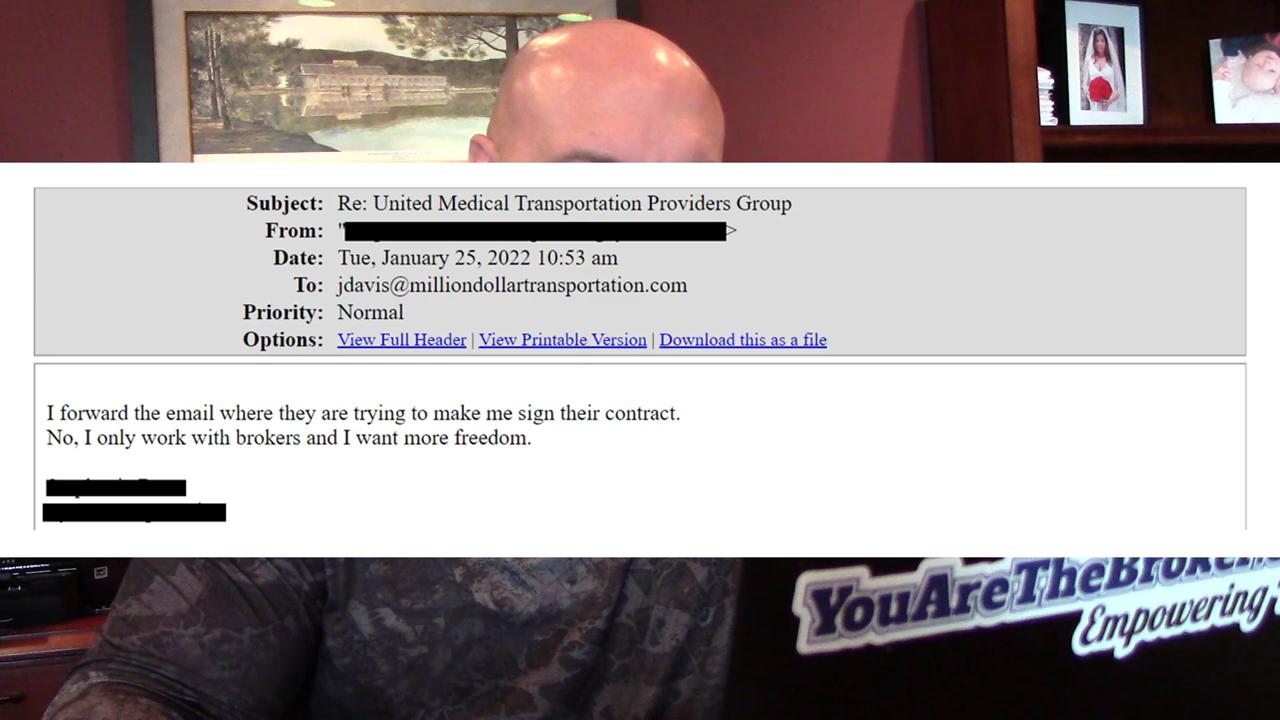 Subject: Re: United Medical Transportation Providers Group
From: " >
Date: Tue, January 25, 2022 10:53 am
To: jdavis@milliondollartransportation.com
Priority: Normal
Options: View Full Header | View Printable Version | Download this as a file
I forward the email where they are trying to make me sign their contract.
No, I only work with brokers and I want more freedom.
YouAreTheBroker
Empowering